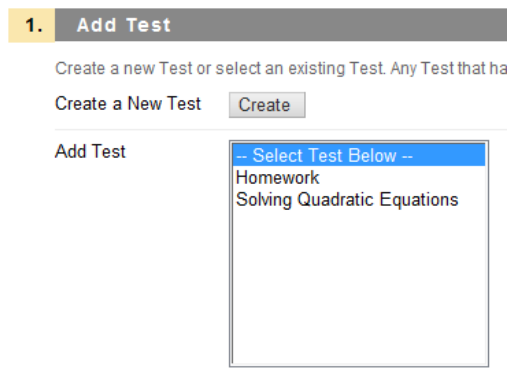 1. Add Test
Create a new Test or select an existing Test. Any Test that ha
Create a New Test Create
Add Test
-- Select Test Below --
Homework
Solving Quadratic Equations